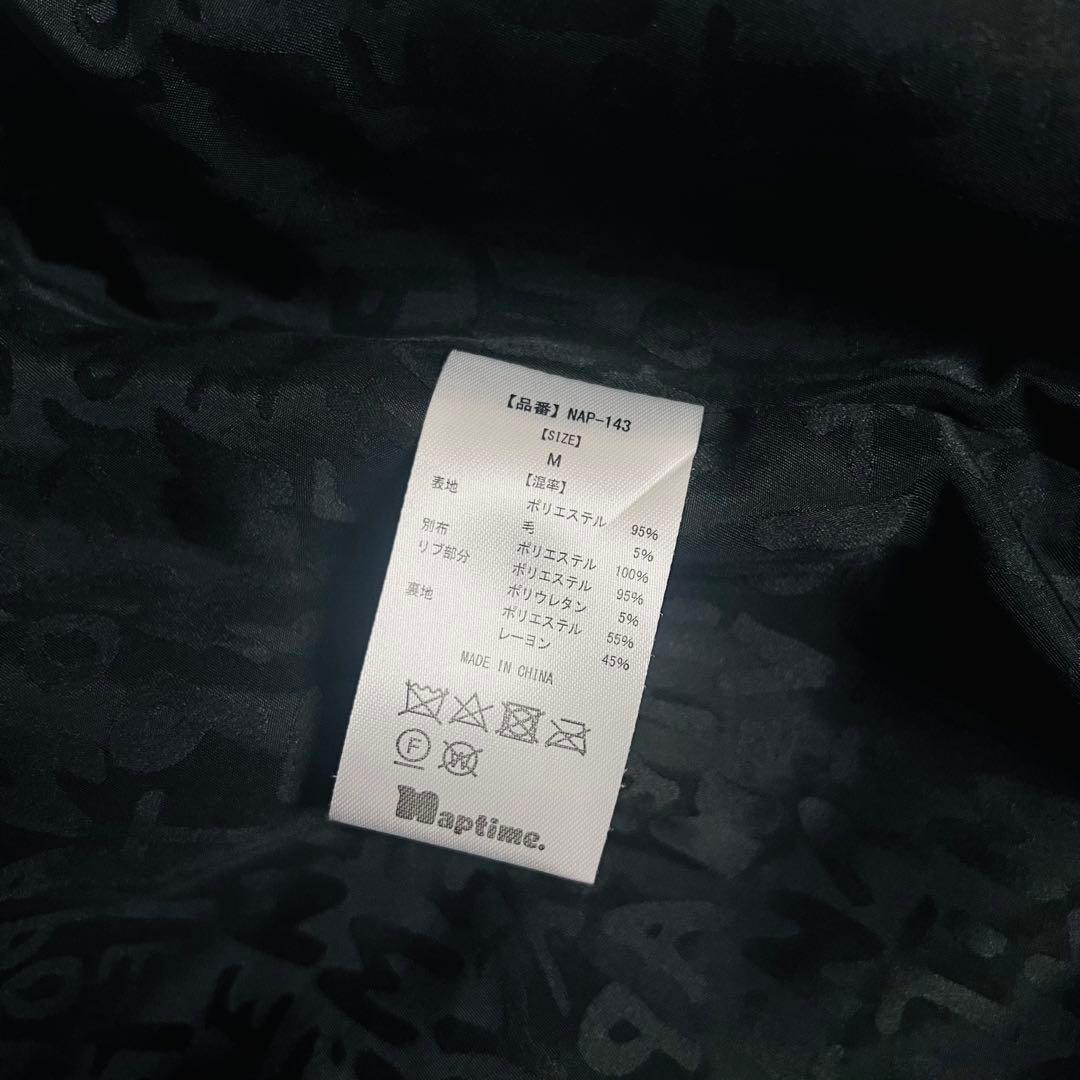 【品番】NAP-143
【SIZE】
M
【混率】
表地 ポリエステル 95%
毛 5%
別布 ポリエステル 100%
リブ部分 ポリエステル 95%
ポリウレタン 5%
裏地 ポリエステル 55%
レーヨン 45%
MADE IN CHINA
F W
Naptime.